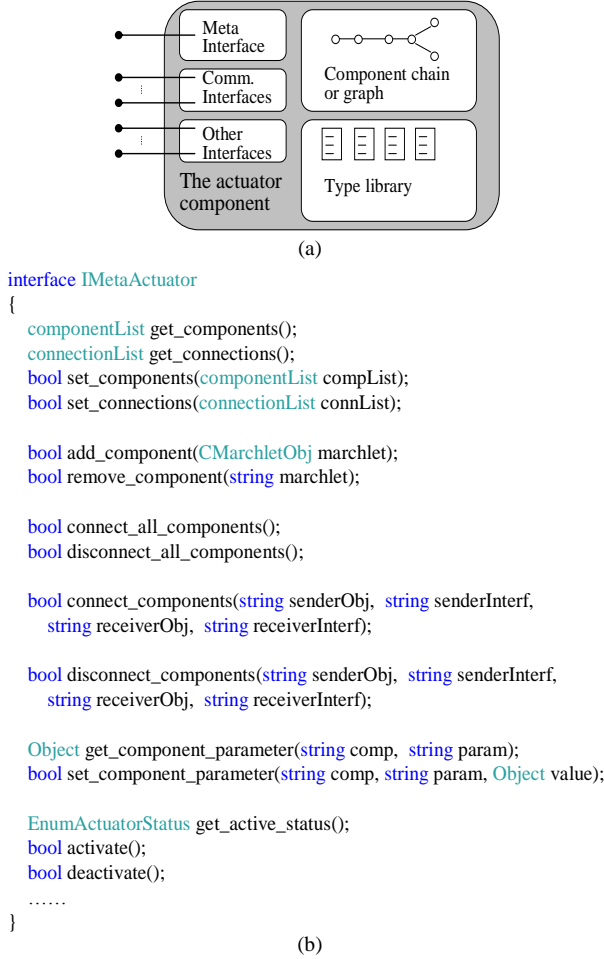 Meta
Interface
Comm.
Interfaces
Other
Interfaces
The actuator
component
Component chain
or graph
Type library
(a)
interface IMetaActuator
{
componentList get_components();
connectionList get_connections();
bool set_components(componentList compList);
bool set_connections(connectionList connList);
bool add_component(CMarchletObj marchlet);
bool remove_component(string marchlet);
bool connect_all_components();
bool disconnect_all_components();
bool connect_components(string senderObj, string senderInterf,
string receiverObj, string receiverInterf);
bool disconnect_components(string senderObj, string senderInterf,
string receiverObj, string receiverInterf);
Object get_component_parameter(string comp, string param);
bool set_component_parameter(string comp, string param, Object value);
EnumActuatorStatus get_active_status();
bool activate();
bool deactivate();
……
}
(b)